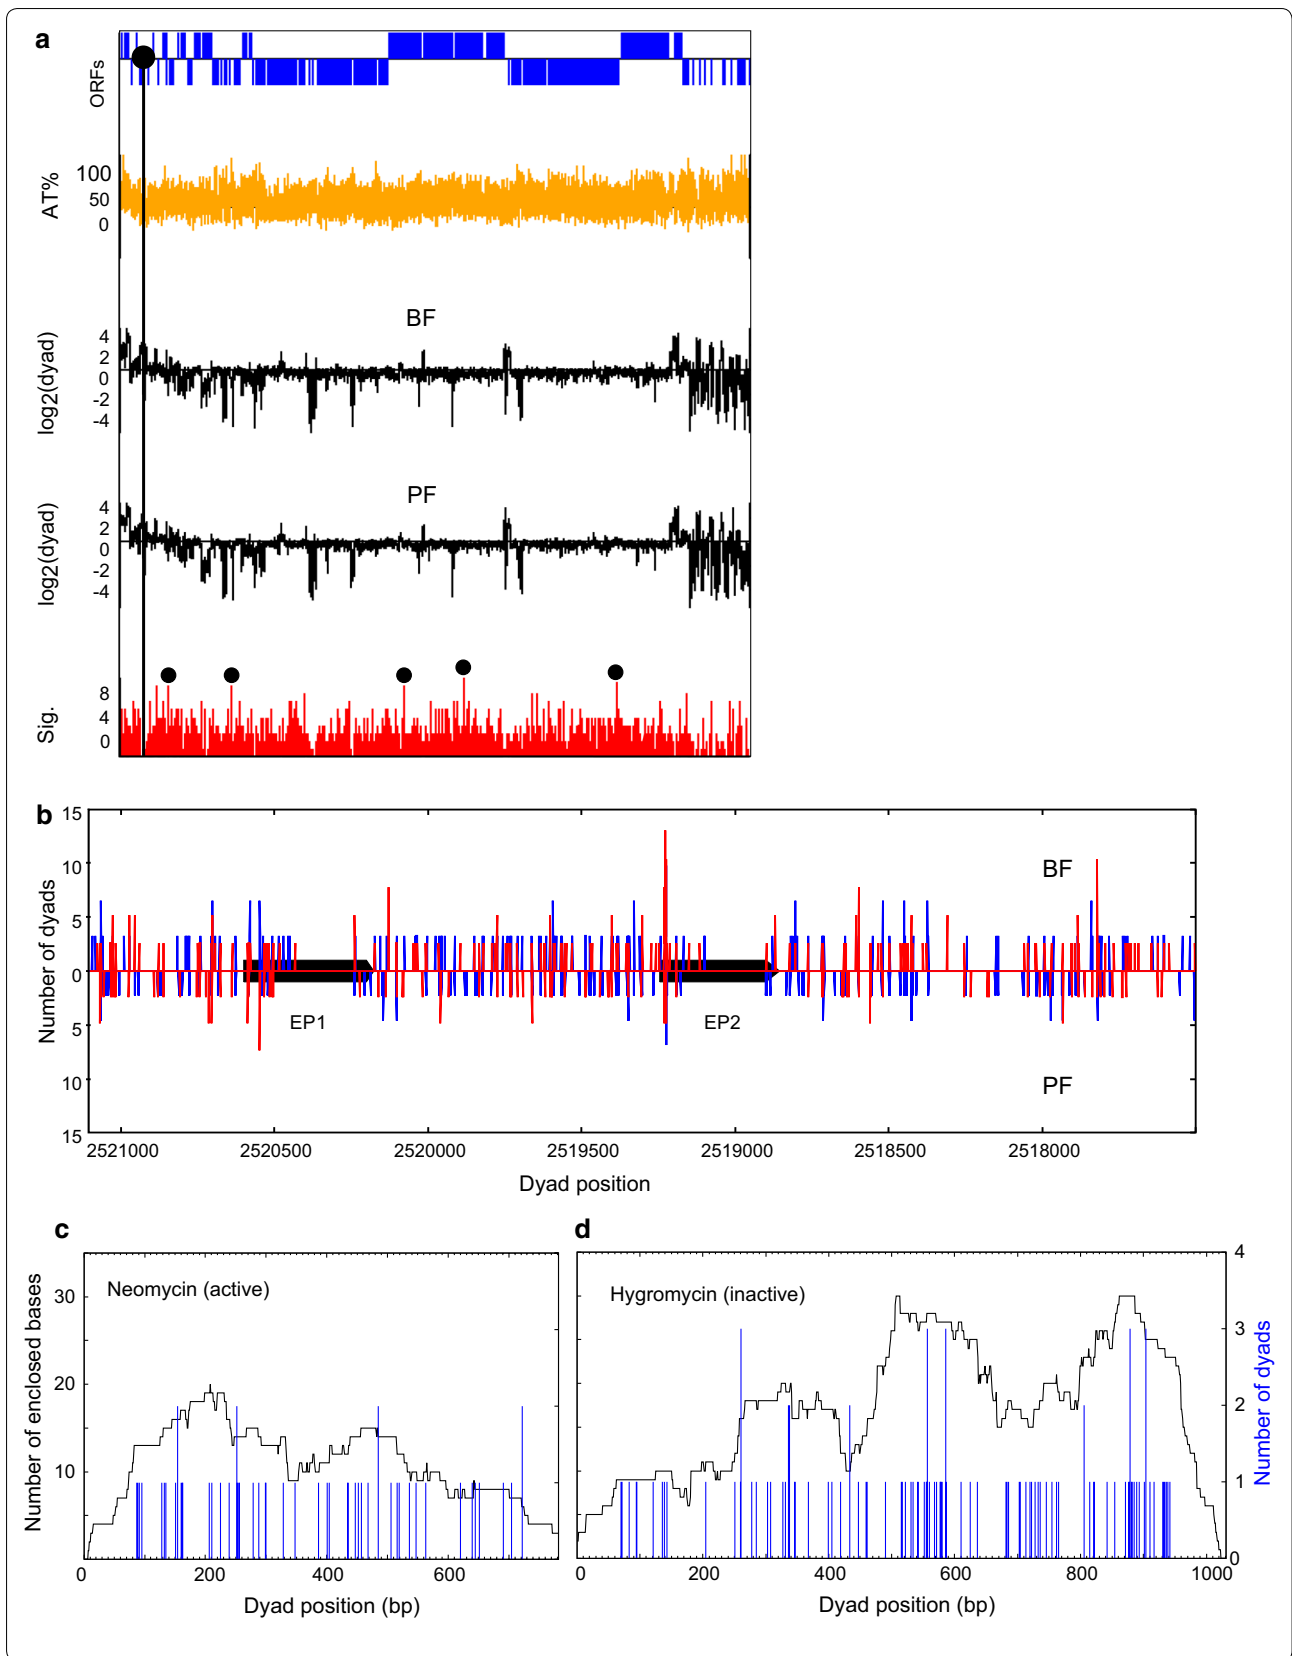 a
ORFs
AT%
100
50
0
BF
log2(dyad)
4
2
0
-2
-4
PF
log2(dyad)
4
2
0
-2
-4
Sig.
8
4
0
b
Number of dyads
15
10
5
0
5
10
15
BF
EP1
EP2
PF
2521000 2520500 2520000 2519500 2519000 2518500 2518000
Dyad position
c
Neomycin (active)
Number of enclosed bases
30
20
10
0 200 400 600
Dyad position (bp)
d
Hygromycin (inactive)
4
3
2
1
0
Number of dyads
0 200 400 600 800 1000
Dyad position (bp)